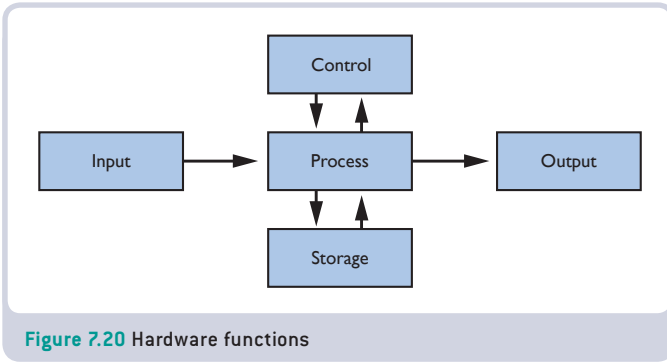 Control
Input
Process
Output
Storage
Figure 7.20 Hardware functions